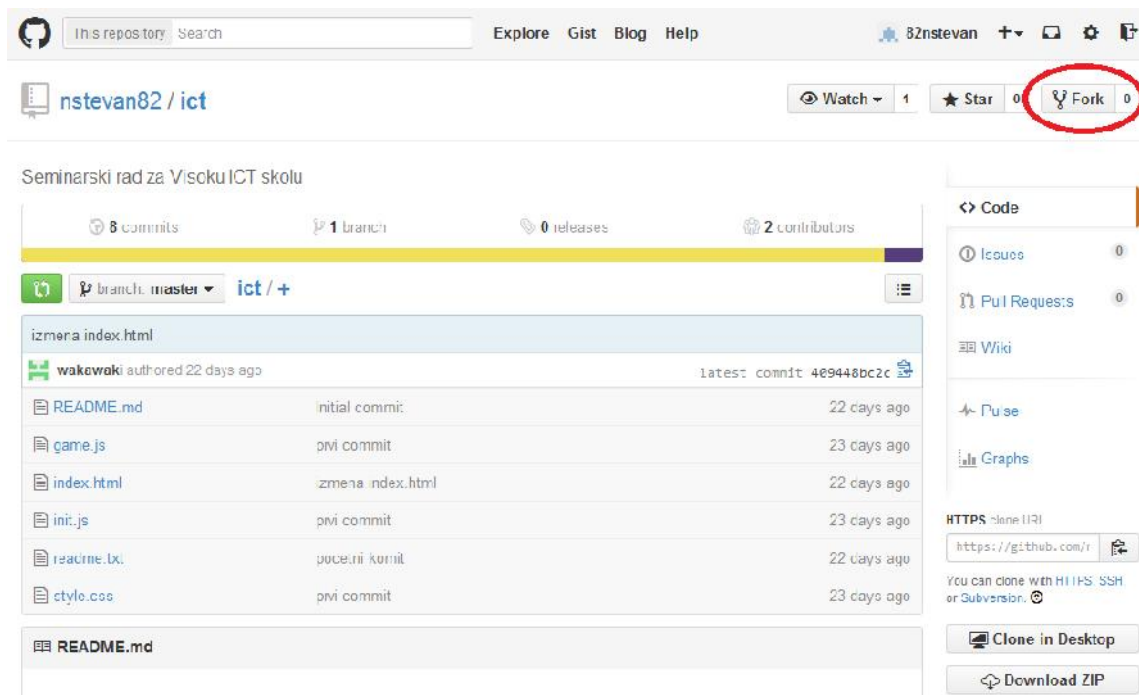 This repository Search Explore Gist Blog Help 82nstevan
nstevan82 / ict Watch 1 Star 0 Fork 0
Seminarski rad za Visoku ICT skolu
8 commits 1 branch 0 releases 2 contributors
branch: master ict / +
izmena index.html
wakawaki authored 22 days ago latest commit 409448bc2c
README.md initial commit 22 days ago
game.js prvi commit 23 days ago
index.html izmena index.html 22 days ago
init.js prvi commit 23 days ago
readme.txt pocetni komit 22 days ago
style.css prvi commit 23 days ago
README.md
Code
Issues 0
Pull Requests 0
Wiki
Pulse
Graphs
HTTPS clone URL
https://github.com/r
You can clone with HTTPS, SSH,
or Subversion.
Clone in Desktop
Download ZIP